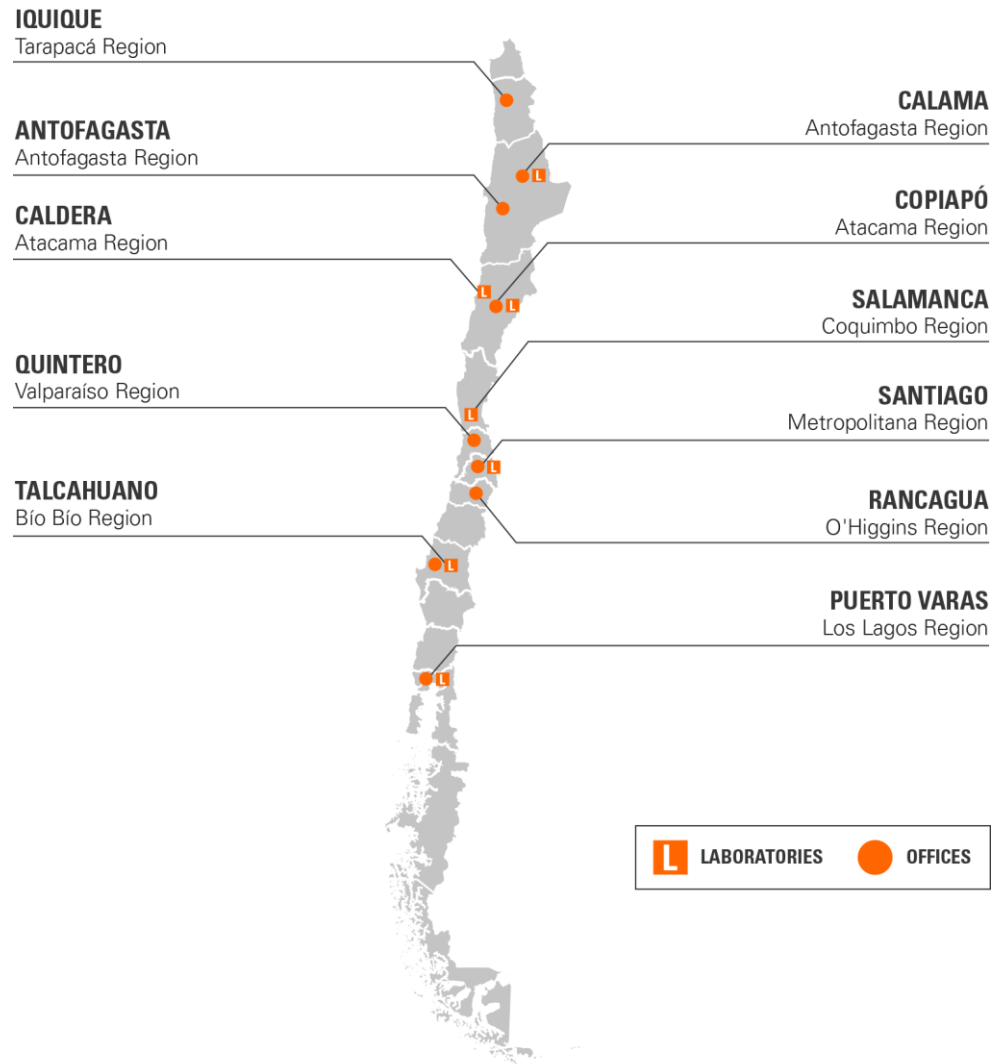 IQUIQUE
Tarapacá Region
ANTOFAGASTA
Antofagasta Region
CALDERA
Atacama Region
QUINTERO
Valparaíso Region
TALCAHUANO
Bío Bío Region
CALAMA
Antofagasta Region
COPIAPÓ
Atacama Region
SALAMANCA
Coquimbo Region
SANTIAGO
Metropolitana Region
RANCAGUA
O'Higgins Region
PUERTO VARAS
Los Lagos Region
L
L
L
L
L
L
L
L LABORATORIES OFFICES